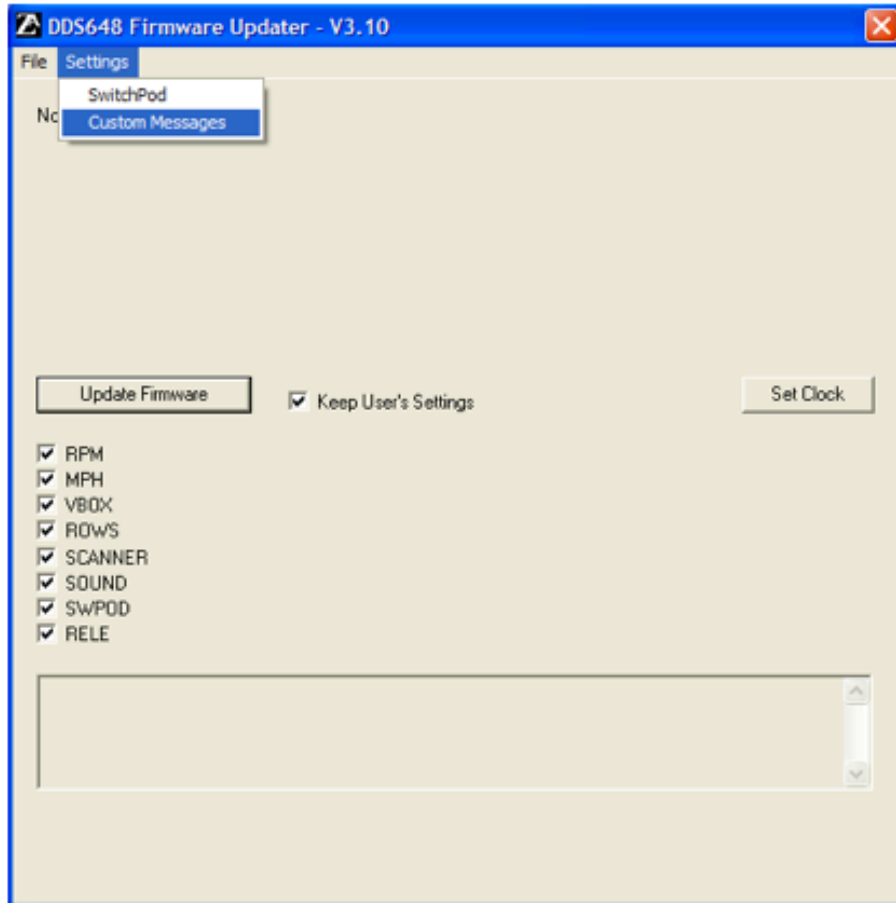 DDS648 Firmware Updater - V3.10
File Settings
SwitchPod
Custom Messages
Update Firmware
Keep User's Settings
Set Clock
RPM
MPH
VBOX
ROWS
SCANNER
SOUND
SWPOD
RELE